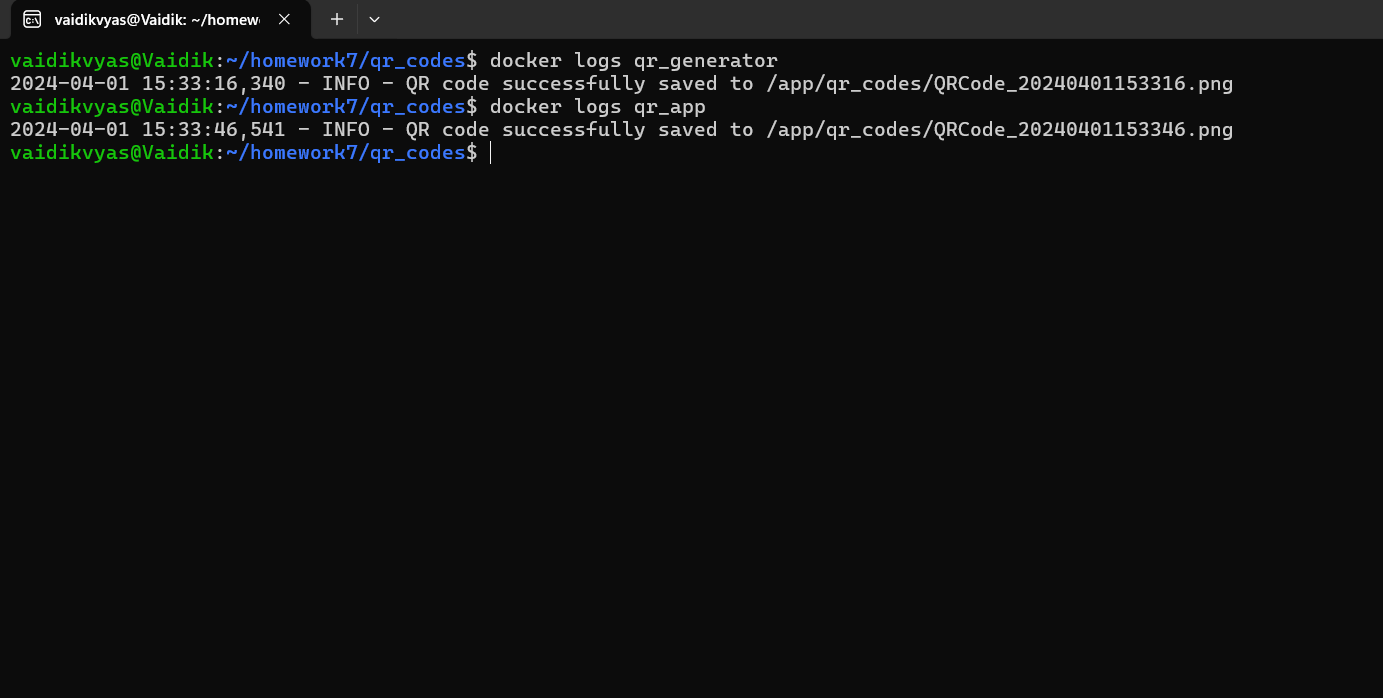 vaidikvyas@Vaidik: ~/homew
vaidikvyas@Vaidik:~/homework7/qr_codes$ docker logs qr_generator
2024-04-01 15:33:16,340 - INFO - QR code successfully saved to /app/qr_codes/QRCode_20240401153316.png
vaidikvyas@Vaidik:~/homework7/qr_codes$ docker logs qr_app
2024-04-01 15:33:46,541 - INFO - QR code successfully saved to /app/qr_codes/QRCode_20240401153346.png
vaidikvyas@Vaidik:~/homework7/qr_codes$